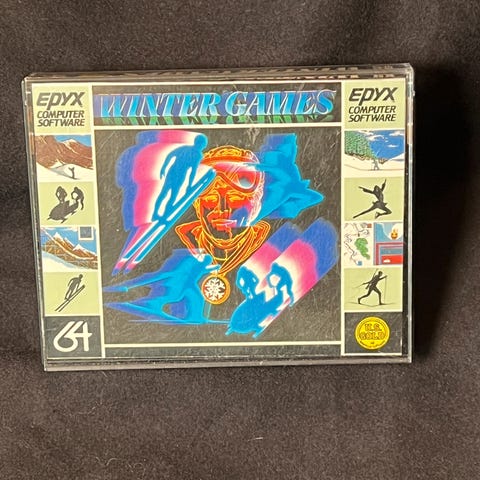 WINTER GAMES
EPYX
COMPUTER
SOFTWARE
EPYX
COMPUTER
SOFTWARE
64
U.S.
GOLD